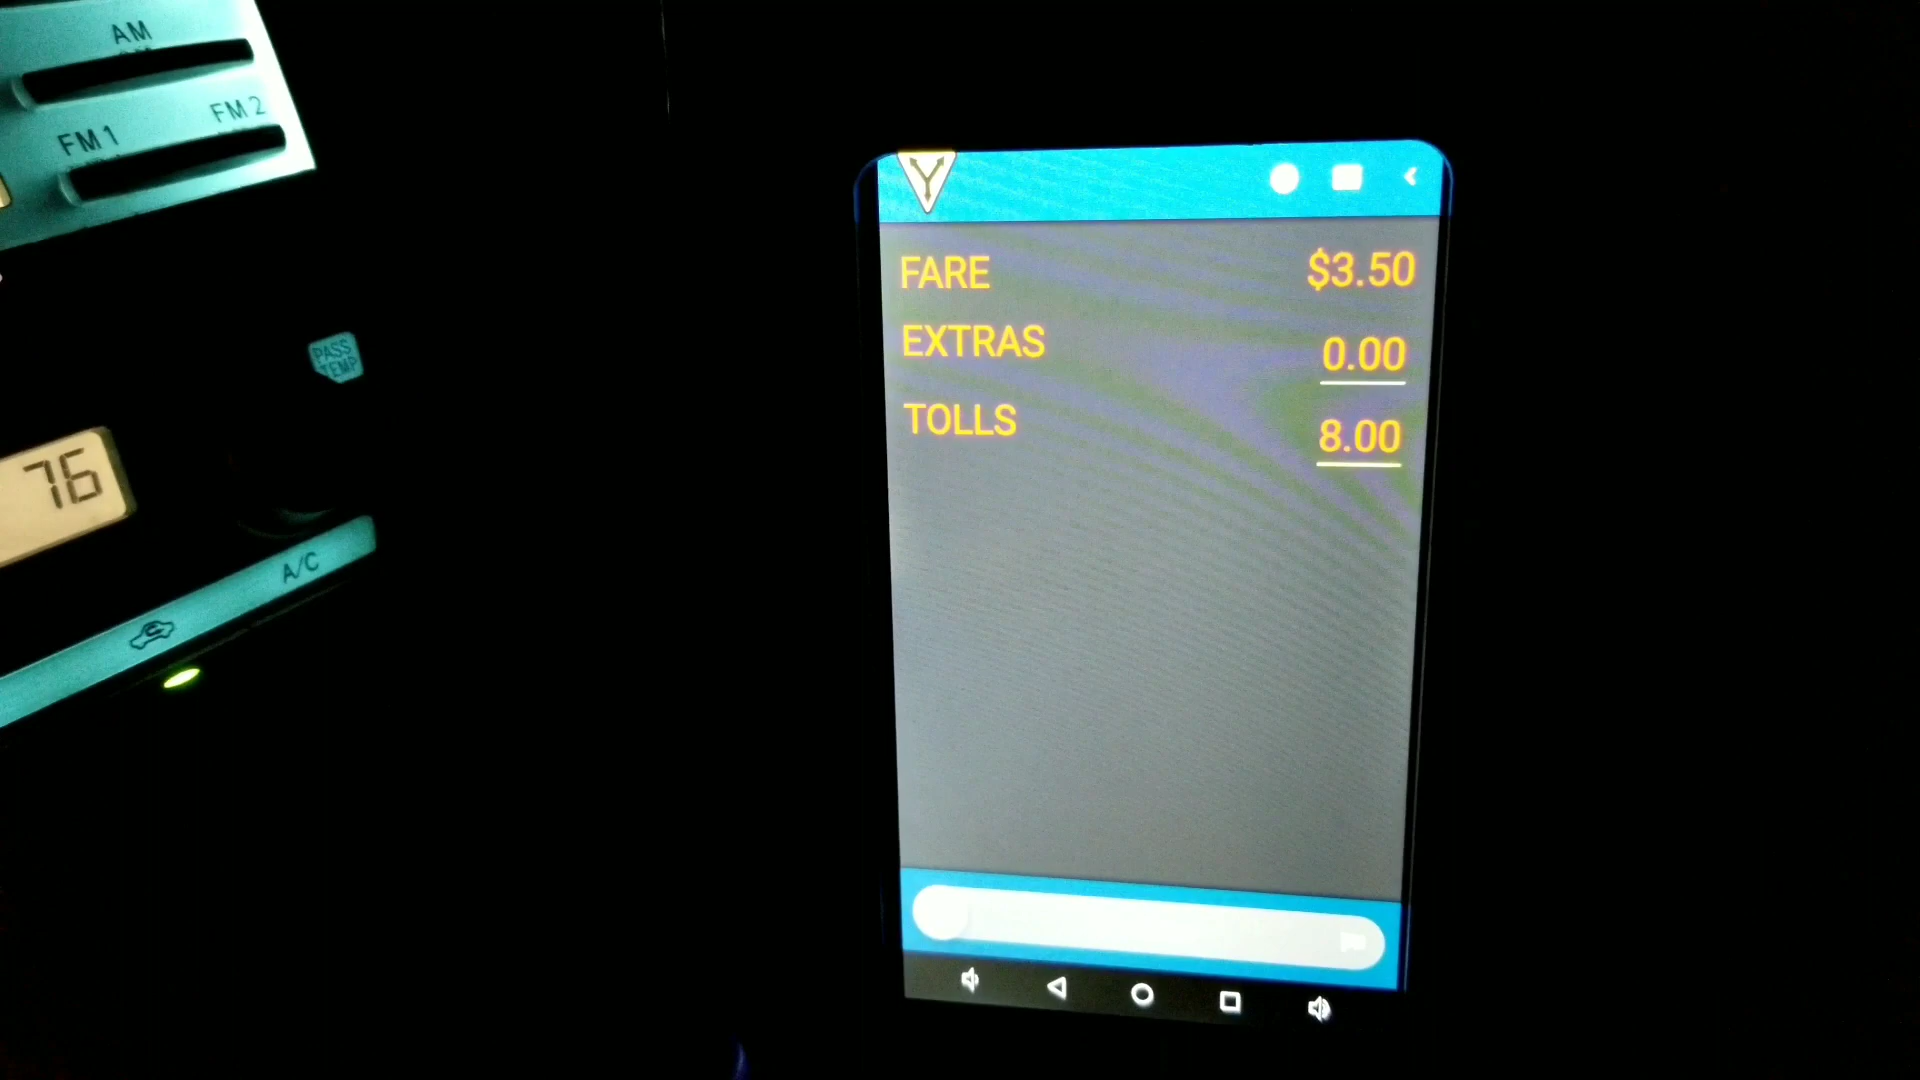 AM
FM 1 FM 2
PASS
TEMP
76
A/C
FARE $3.50
EXTRAS 0.00
TOLLS 8.00